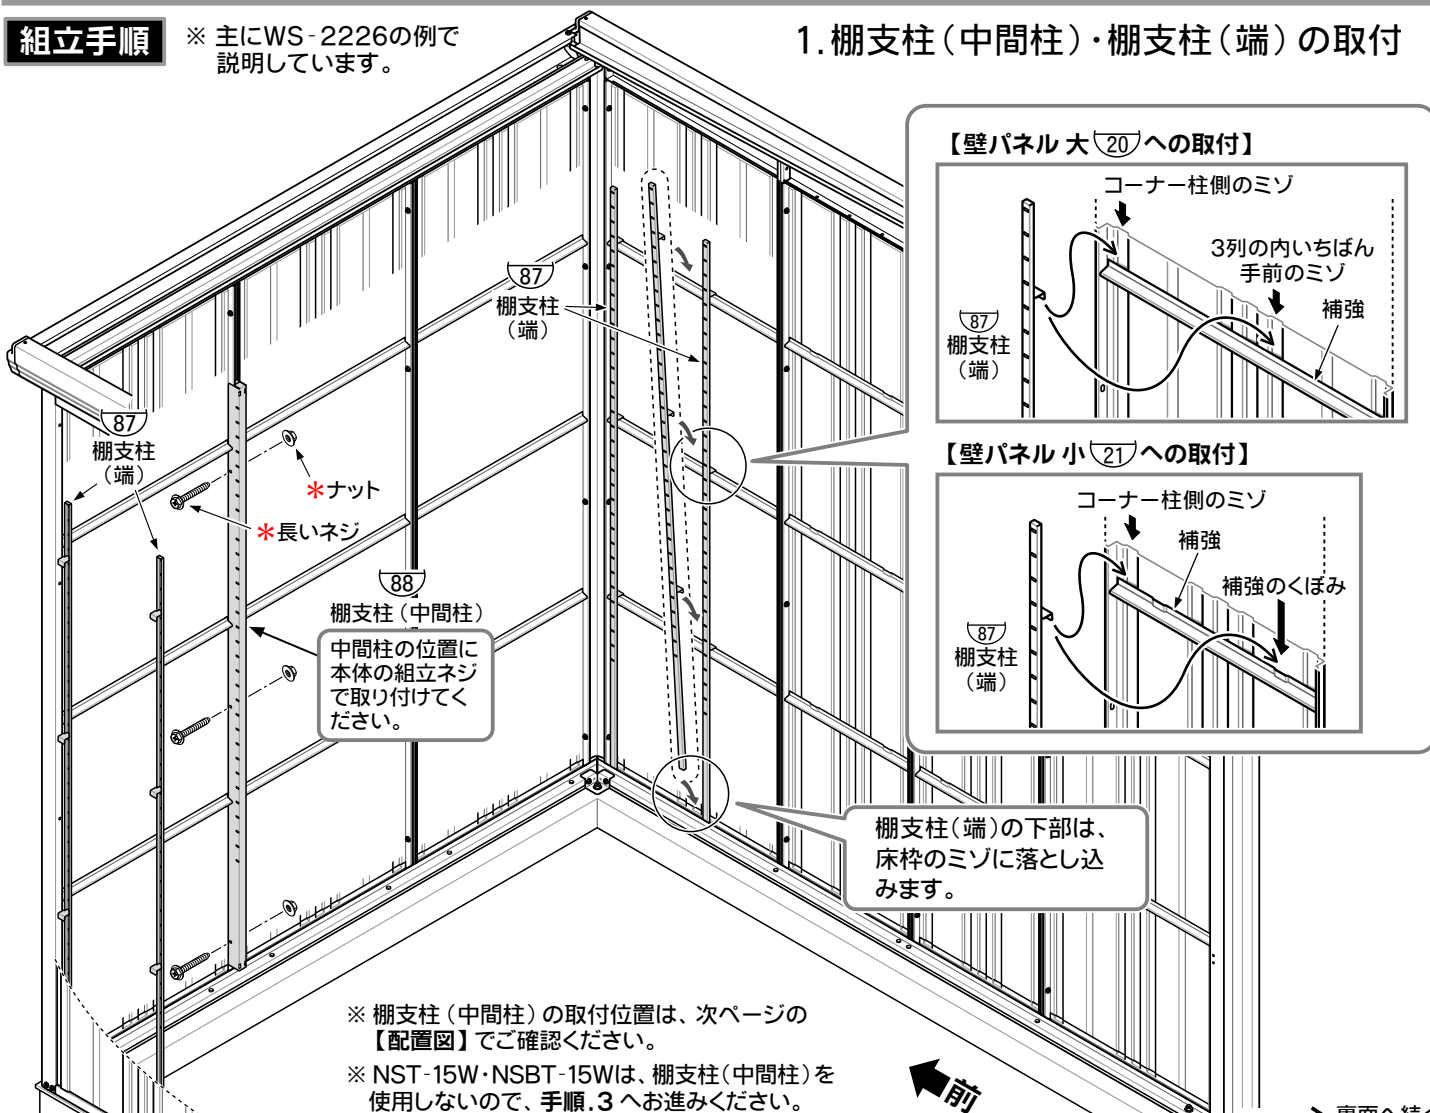 組立手順
※ 主にWS-2226の例で
説明しています。
1.棚支柱（中間柱）・棚支柱（端）の取付
【壁パネル 大 20 への取付】
コーナー柱側のミゾ
3列の内いちばん
手前のミゾ
補強
87
棚支柱
（端）
【壁パネル 小 21 への取付】
コーナー柱側のミゾ
補強
補強のくぼみ
87
棚支柱
（端）
87
棚支柱
（端）
87
棚支柱
（端）
＊ナット
＊長いネジ
88
棚支柱（中間柱）
中間柱の位置に
本体の組立ネジ
で取り付けてく
ださい。
棚支柱（端）の下部は、
床枠のミゾに落とし込
みます。
※ 棚支柱（中間柱）の取付位置は、次ページの
【配置図】でご確認ください。
※ NST-15W・NSBT-15Wは、棚支柱（中間柱）を
使用しないので、手順.3 へお進みください。
前